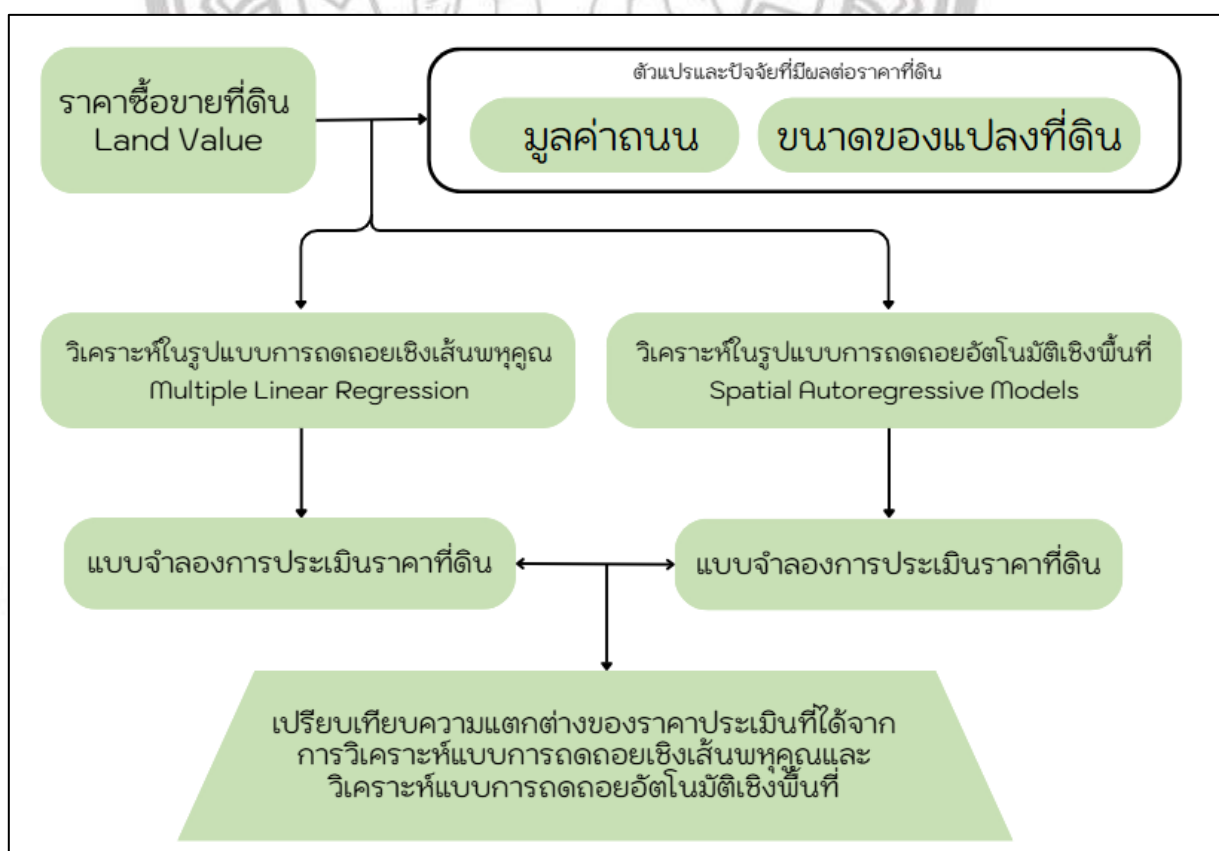 ราคาซื้อขายที่ดิน
Land Value
ตัวแปรและปัจจัยที่มีผลต่อราคาที่ดิน
มูลค่าถนน
ขนาดของแปลงที่ดิน
วิเคราะห์ในรูปแบบการถดถอยเชิงเส้นพหุคูณ
Multiple Linear Regression
วิเคราะห์ในรูปแบบการถดถอยอัตโนมัติเชิงพื้นที่
Spatial Autoregressive Models
แบบจำลองการประเมินราคาที่ดิน
แบบจำลองการประเมินราคาที่ดิน
เปรียบเทียบความแตกต่างของราคาประเมินที่ได้จาก
การวิเคราะห์แบบการถดถอยเชิงเส้นพหุคูณและ
วิเคราะห์แบบการถดถอยอัตโนมัติเชิงพื้นที่